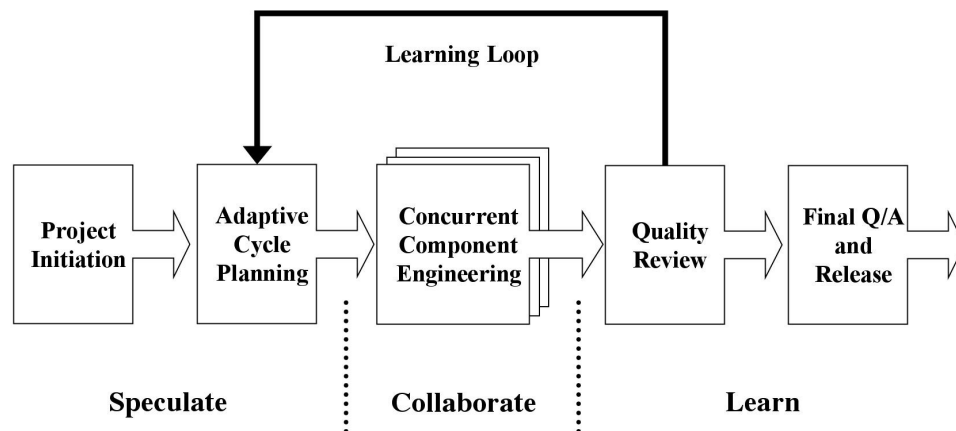 Learning Loop
Project
Initiation
Adaptive
Cycle
Planning
Concurrent
Component
Engineering
Quality
Review
Final Q/A
and
Release
Speculate
Collaborate
Learn